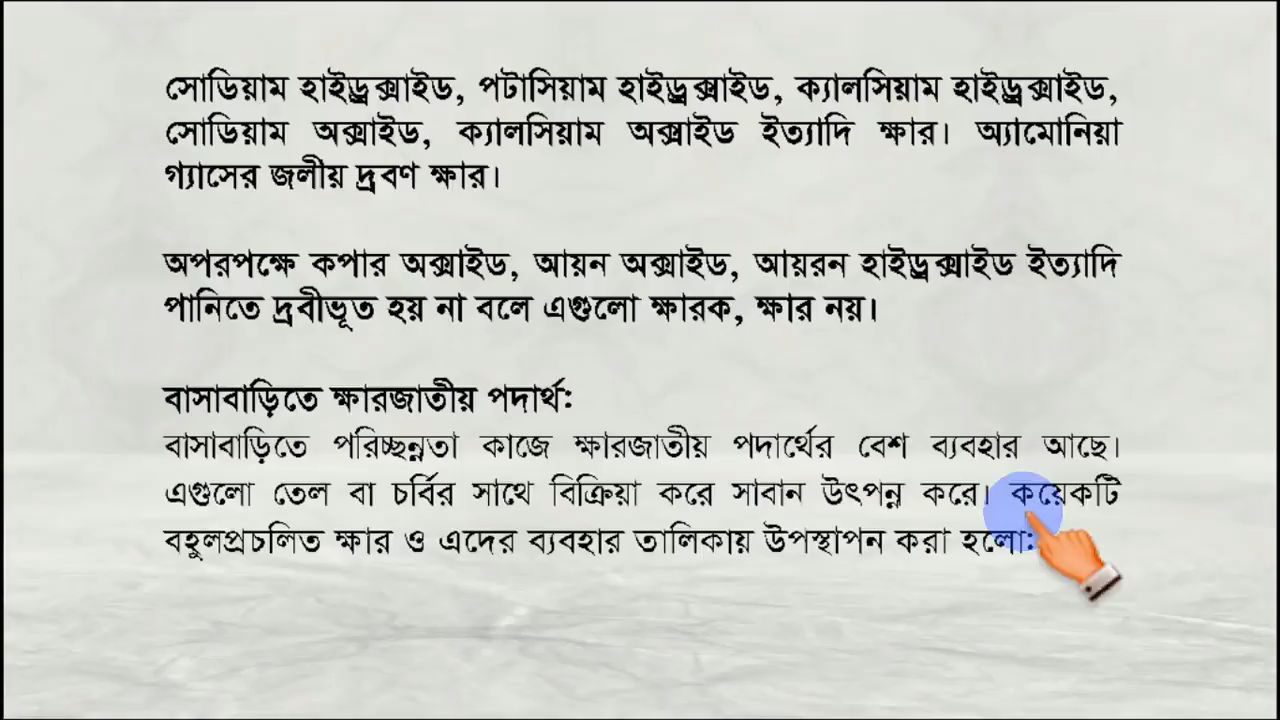 সোডিয়াম হাইড্রক্সাইড, পটাসিয়াম হাইড্রক্সাইড, ক্যালসিয়াম হাইড্রক্সাইড,
সোডিয়াম অক্সাইড, ক্যালসিয়াম অক্সাইড ইত্যাদি ক্ষার। অ্যামোনিয়া
গ্যাসের জলীয় দ্রবণ ক্ষার।
অপরপক্ষে কপার অক্সাইড, আয়ন অক্সাইড, আয়রন হাইড্রক্সাইড ইত্যাদি
পানিতে দ্রবীভূত হয় না বলে এগুলো ক্ষারক, ক্ষার নয়।
বাসাবাড়িতে ক্ষারজাতীয় পদার্থ:
বাসাবাড়িতে পরিচ্ছন্নতা কাজে ক্ষারজাতীয় পদার্থের বেশ ব্যবহার আছে।
এগুলো তেল বা চর্বির সাথে বিক্রিয়া করে সাবান উৎপন্ন করে। কয়েকটি
বহুলপ্রচলিত ক্ষার ও এদের ব্যবহার তালিকায় উপস্থাপন করা হলো: